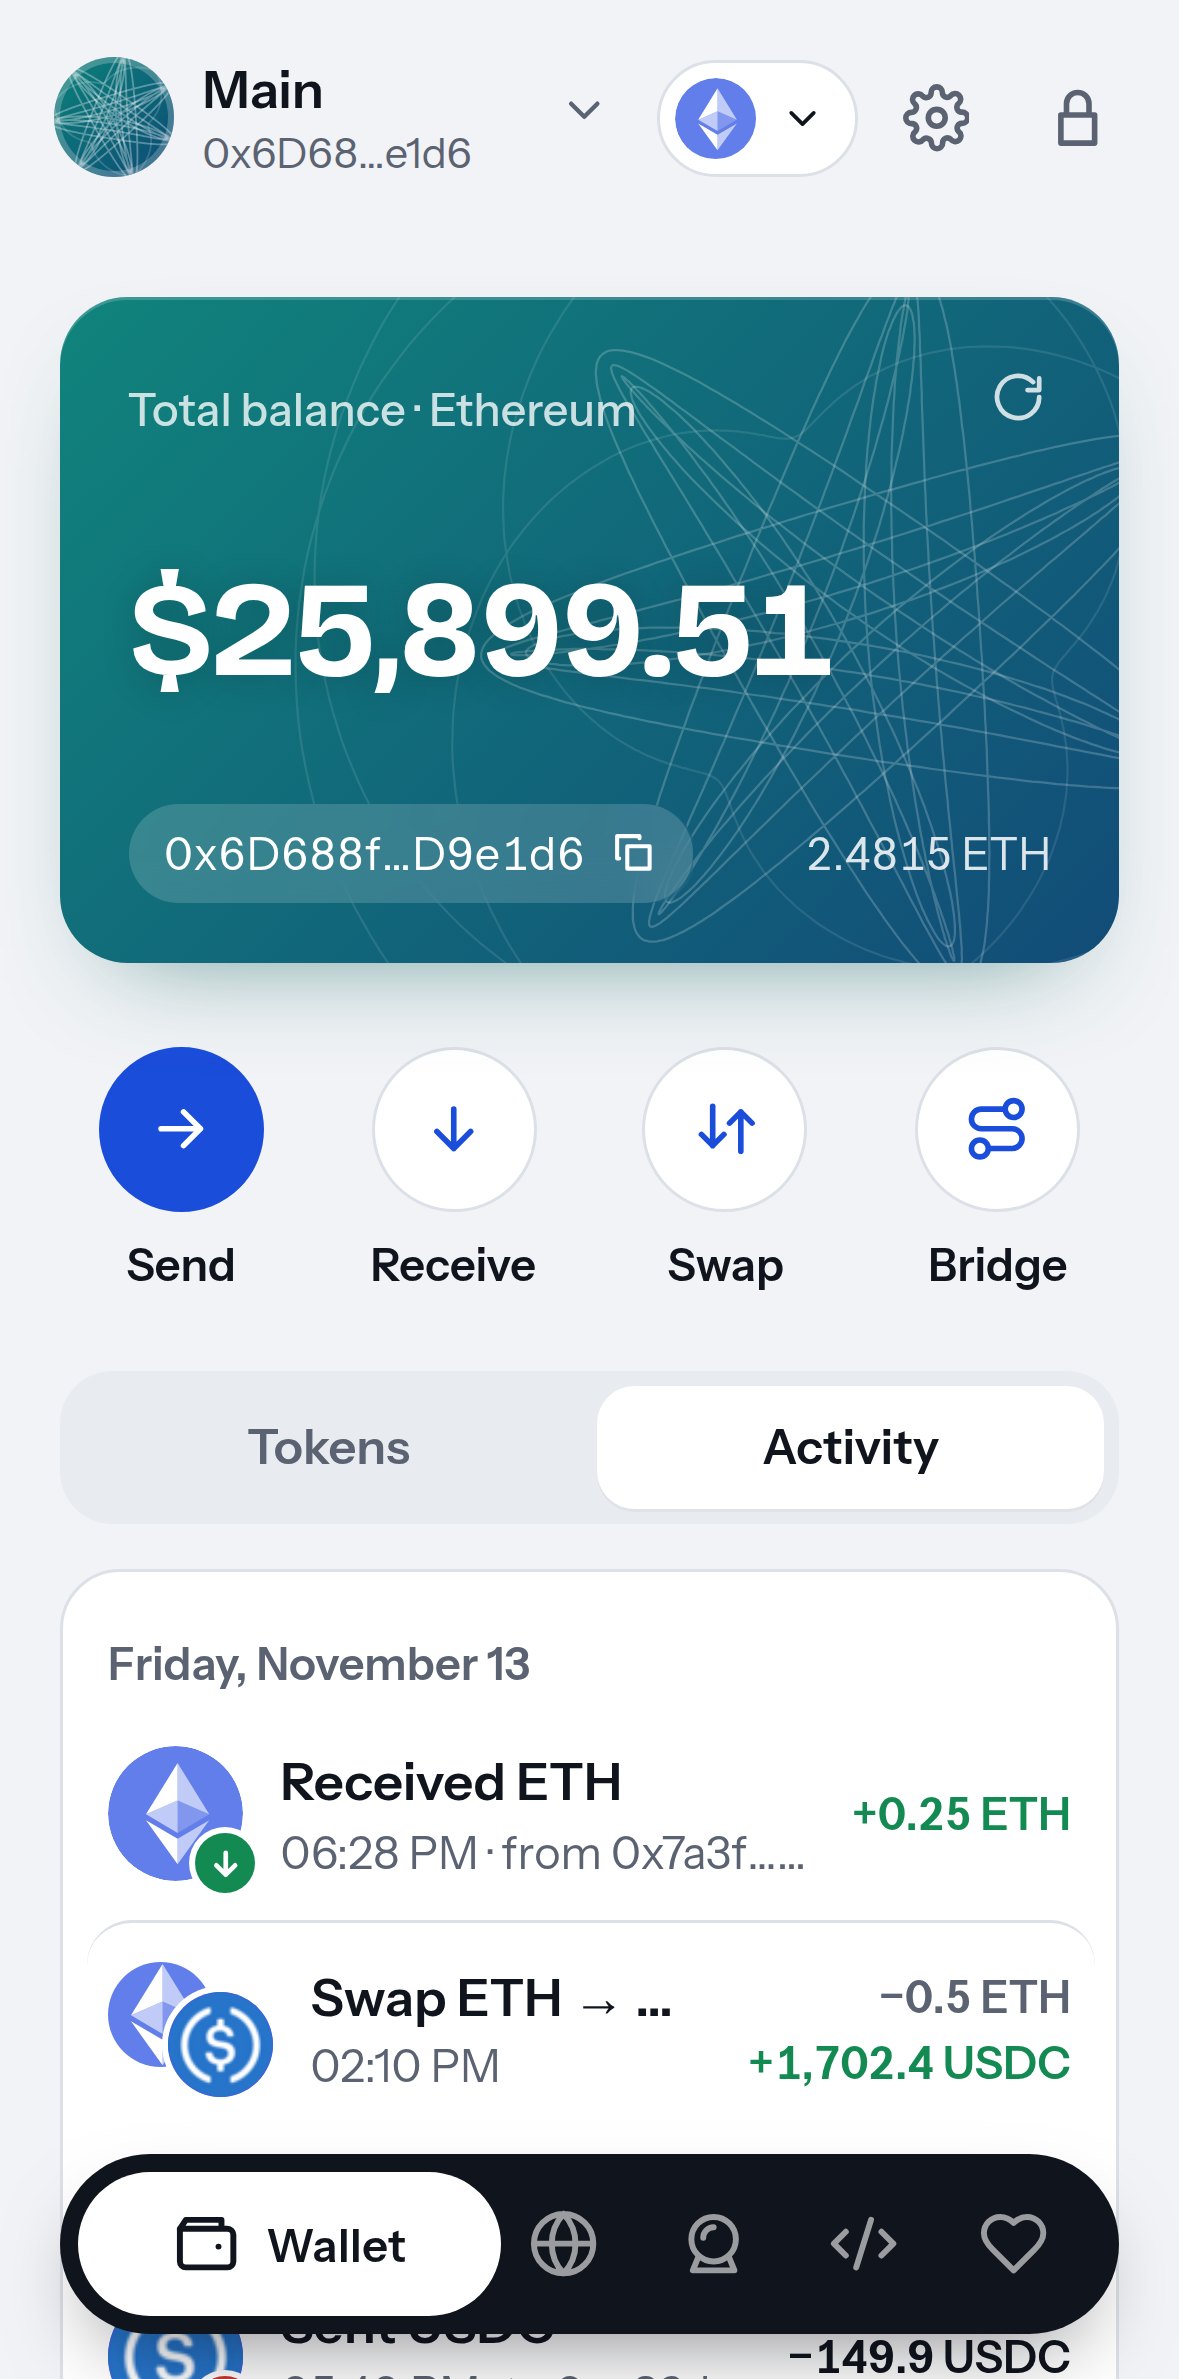 Main
0x6D68...e1d6
Total balance · Ethereum
$25,899.51
0x6D688f...D9e1d6
2.4815 ETH
Send
Receive
Swap
Bridge
Tokens
Activity
Friday, November 13
Received ETH
+0.25 ETH
06:28 PM · from 0x7a3f......
Swap ETH → ...
−0.5 ETH
02:10 PM
+1,702.4 USDC
Wallet
Sent USDC
−149.9 USDC